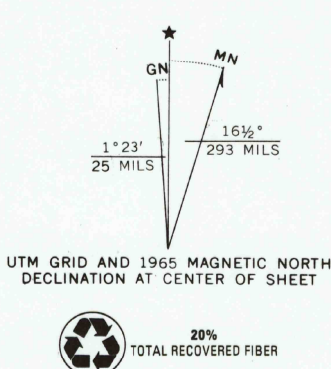 ★
GN
MN
1°23'
25 MILS
16½°
293 MILS
UTM GRID AND 1965 MAGNETIC NORTH
DECLINATION AT CENTER OF SHEET
20%
TOTAL RECOVERED FIBER